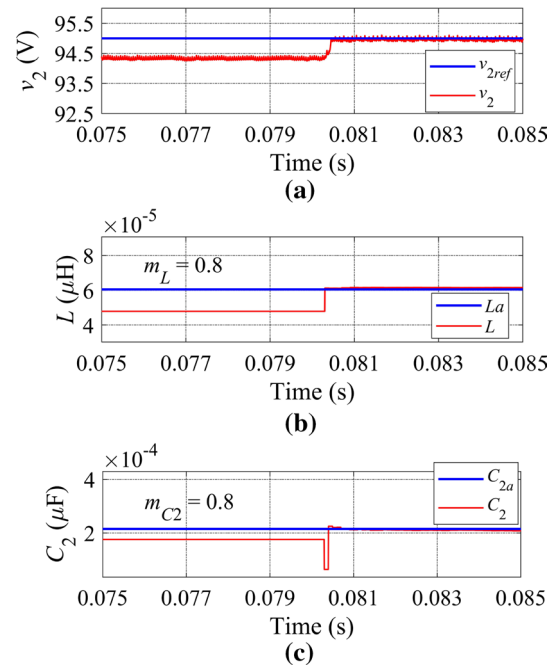 95.5
94.5
93.5
92.5
v₂ (V)
v₂ref
v₂
0.075 0.077 0.079 0.081 0.083 0.085
Time (s)
(a)
×10⁻⁵
8
6
4
L (μH)
m_L = 0.8
La
L
0.075 0.077 0.079 0.081 0.083 0.085
Time (s)
(b)
×10⁻⁴
4
2
C₂ (μF)
m_C2 = 0.8
C₂a
C₂
0.075 0.077 0.079 0.081 0.083 0.085
Time (s)
(c)